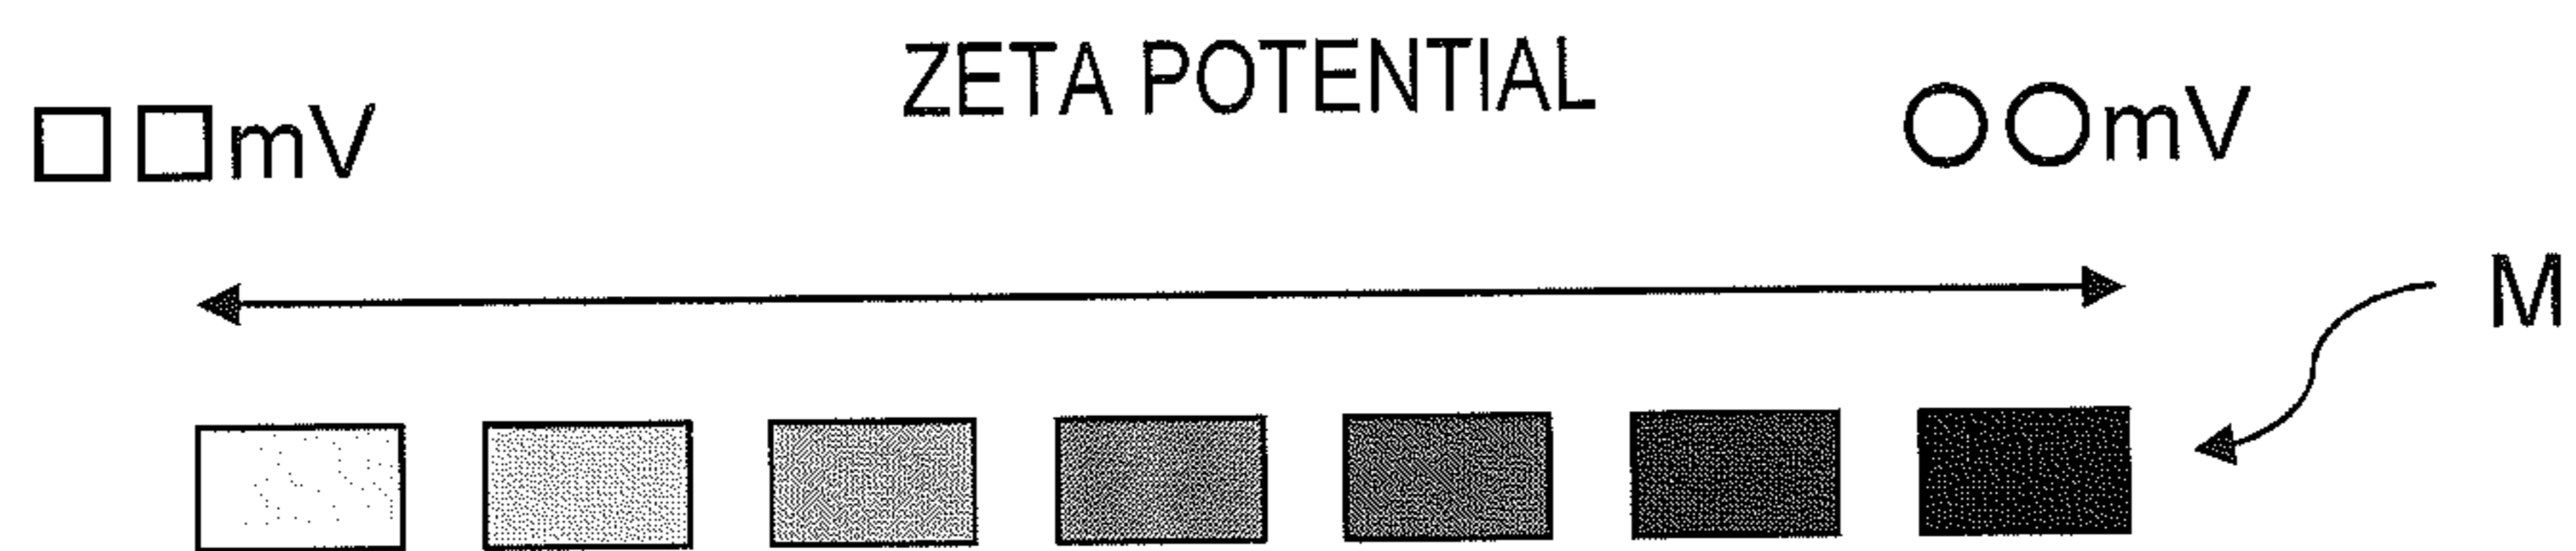 ZETA POTENTIAL
□□mV
○○mV
M